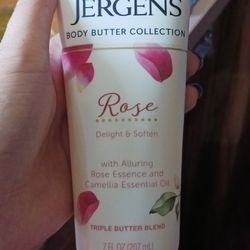 JERGENS
BODY BUTTER COLLECTION
Rose
Delight & Soften
with Alluring
Rose Essence and
Camellia Essential Oil
TRIPLE BUTTER BLEND
7 FL OZ (207 mL)